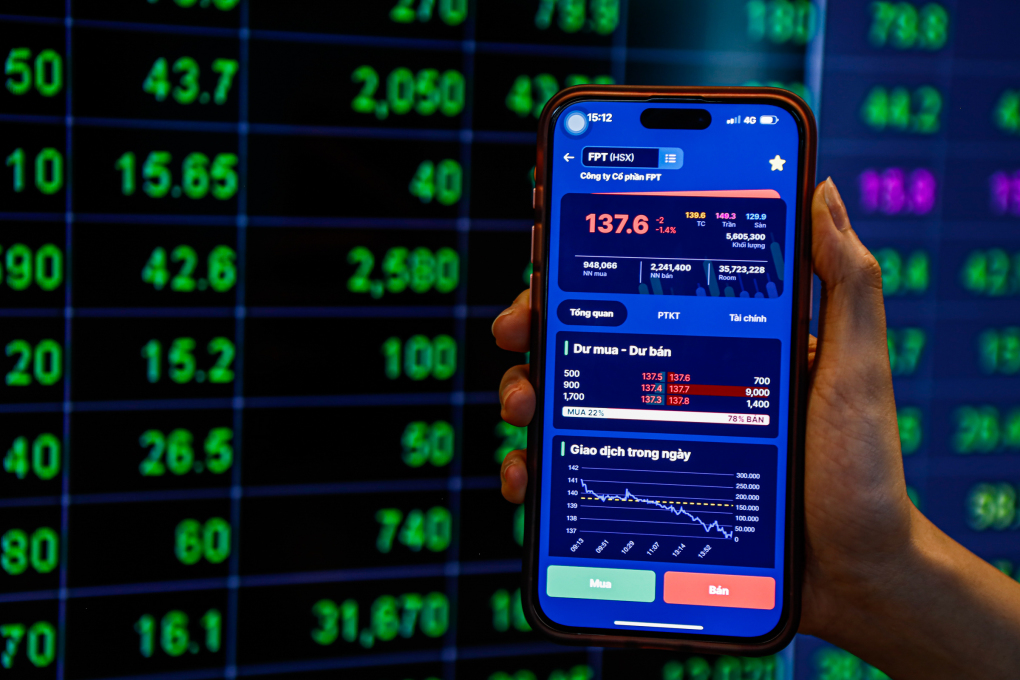 270 79.9 180 79.8
50 43.7 2,050
10 15.65 40
42.6 2,580
20 15.2 100
40 26.5 50
80 60 740
70 16.1 31,670
15:12 4G
FPT (HSX)
Công ty Cổ phần FPT
137.6 -2 -1.4%
139.6 149.3 129.9
TC Trần Sàn
5,605,300
Khối lượng
948,066 2,241,400 35,723,228
NN mua NN bán Room
Tổng quan PTKT Tài chính
Dư mua - Dư bán
500 137.5 137.6 700
900 137.4 137.7 9,000
1,700 137.3 137.8 1,400
MUA 22% 78% BÁN
Giao dịch trong ngày
142 300.000
141 250.000
140 200.000
139 150.000
138 100.000
137 50.000
0
09:13 09:51 10:29 11:07 13:14 13:52
Mua Bán